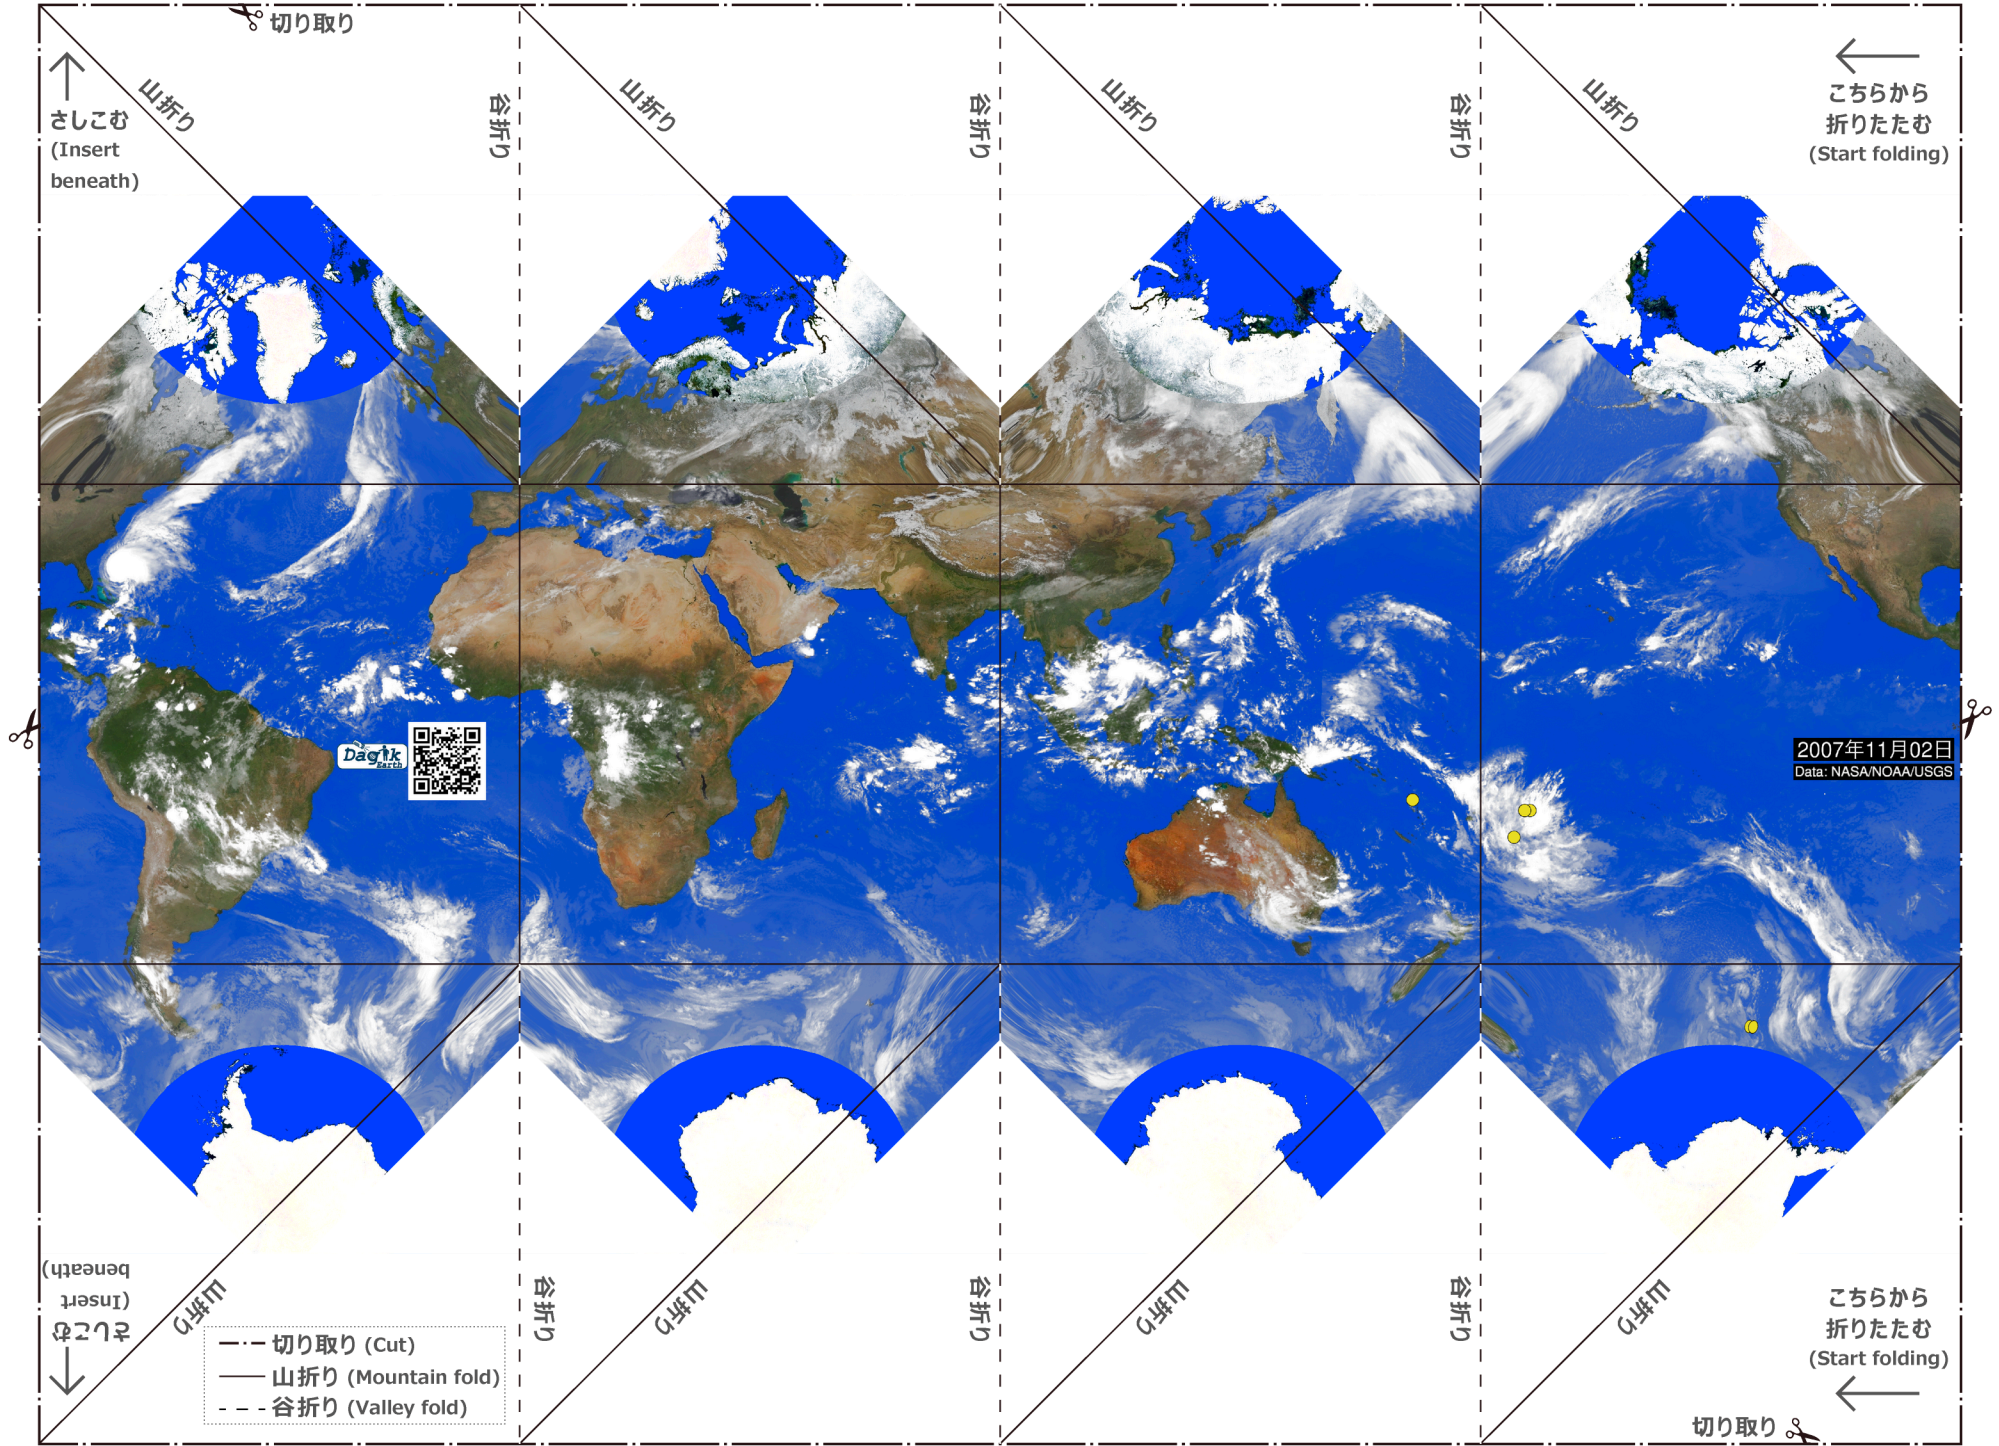 切り取り
山折り
山折り
山折り
山折り
さしこむ
(Insert
beneath)
谷折り
谷折り
谷折り
こちらから
折りたたむ
(Start folding)
Dagik
Earth
2007年11月02日
Data: NASA/NOAA/USGS
さしこむ
(Insert
beneath)
山折り
山折り
山折り
山折り
谷折り
谷折り
谷折り
こちらから
折りたたむ
(Start folding)
切り取り (Cut)
山折り (Mountain fold)
谷折り (Valley fold)
切り取り